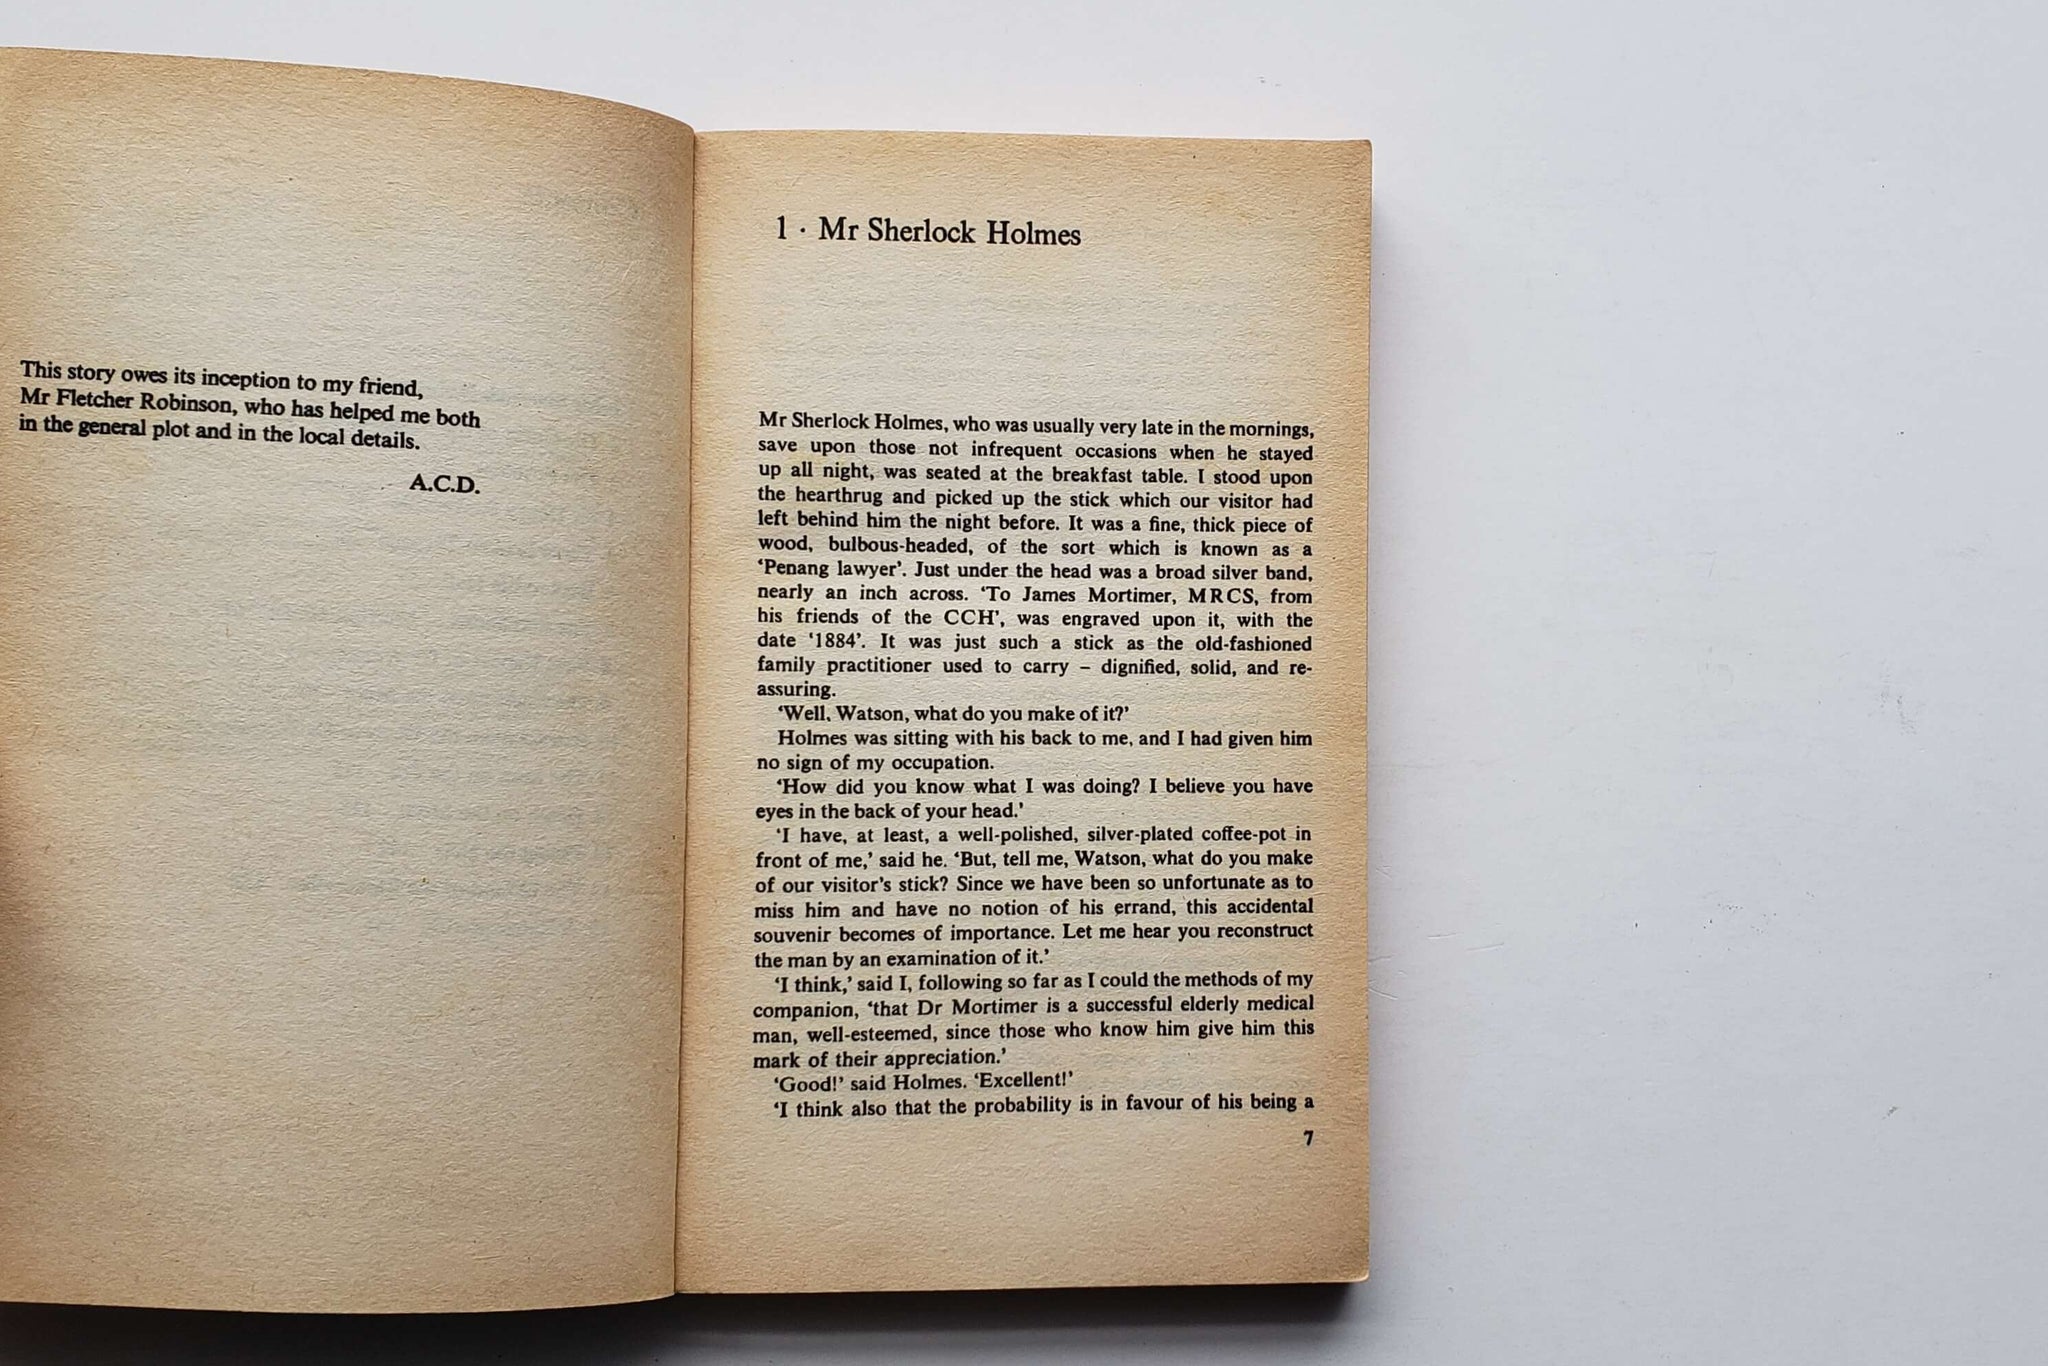 This story owes its inception to my friend,
Mr Fletcher Robinson, who has helped me both
in the general plot and in the local details.
A.C.D.
1 · Mr Sherlock Holmes
Mr Sherlock Holmes, who was usually very late in the mornings,
save upon those not infrequent occasions when he stayed
up all night, was seated at the breakfast table. I stood upon
the hearthrug and picked up the stick which our visitor had
left behind him the night before. It was a fine, thick piece of
wood, bulbous-headed, of the sort which is known as a
‘Penang lawyer’. Just under the head was a broad silver band,
nearly an inch across. ‘To James Mortimer, MRCS, from
his friends of the CCH’, was engraved upon it, with the
date ‘1884’. It was just such a stick as the old-fashioned
family practitioner used to carry – dignified, solid, and re-
assuring.
‘Well, Watson, what do you make of it?’
Holmes was sitting with his back to me, and I had given him
no sign of my occupation.
‘How did you know what I was doing? I believe you have
eyes in the back of your head.’
‘I have, at least, a well-polished, silver-plated coffee-pot in
front of me,’ said he. ‘But, tell me, Watson, what do you make
of our visitor’s stick? Since we have been so unfortunate as to
miss him and have no notion of his errand, this accidental
souvenir becomes of importance. Let me hear you reconstruct
the man by an examination of it.’
‘I think,’ said I, following so far as I could the methods of my
companion, ‘that Dr Mortimer is a successful elderly medical
man, well-esteemed, since those who know him give him this
mark of their appreciation.’
‘Good!’ said Holmes. ‘Excellent!’
‘I think also that the probability is in favour of his being a
7